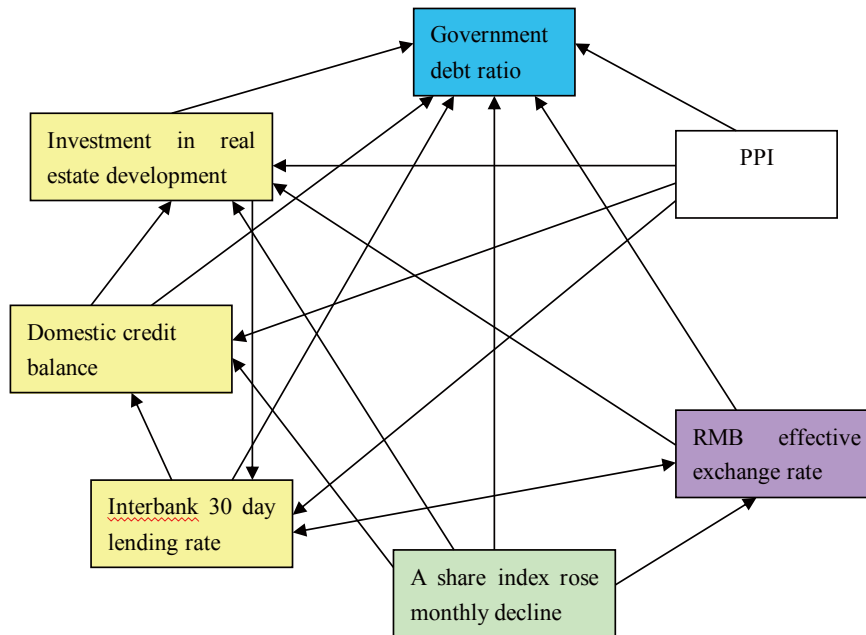 Government
debt ratio
Investment in real
estate development
PPI
Domestic credit
balance
RMB effective
exchange rate
Interbank 30 day
lending rate
A share index rose
monthly decline